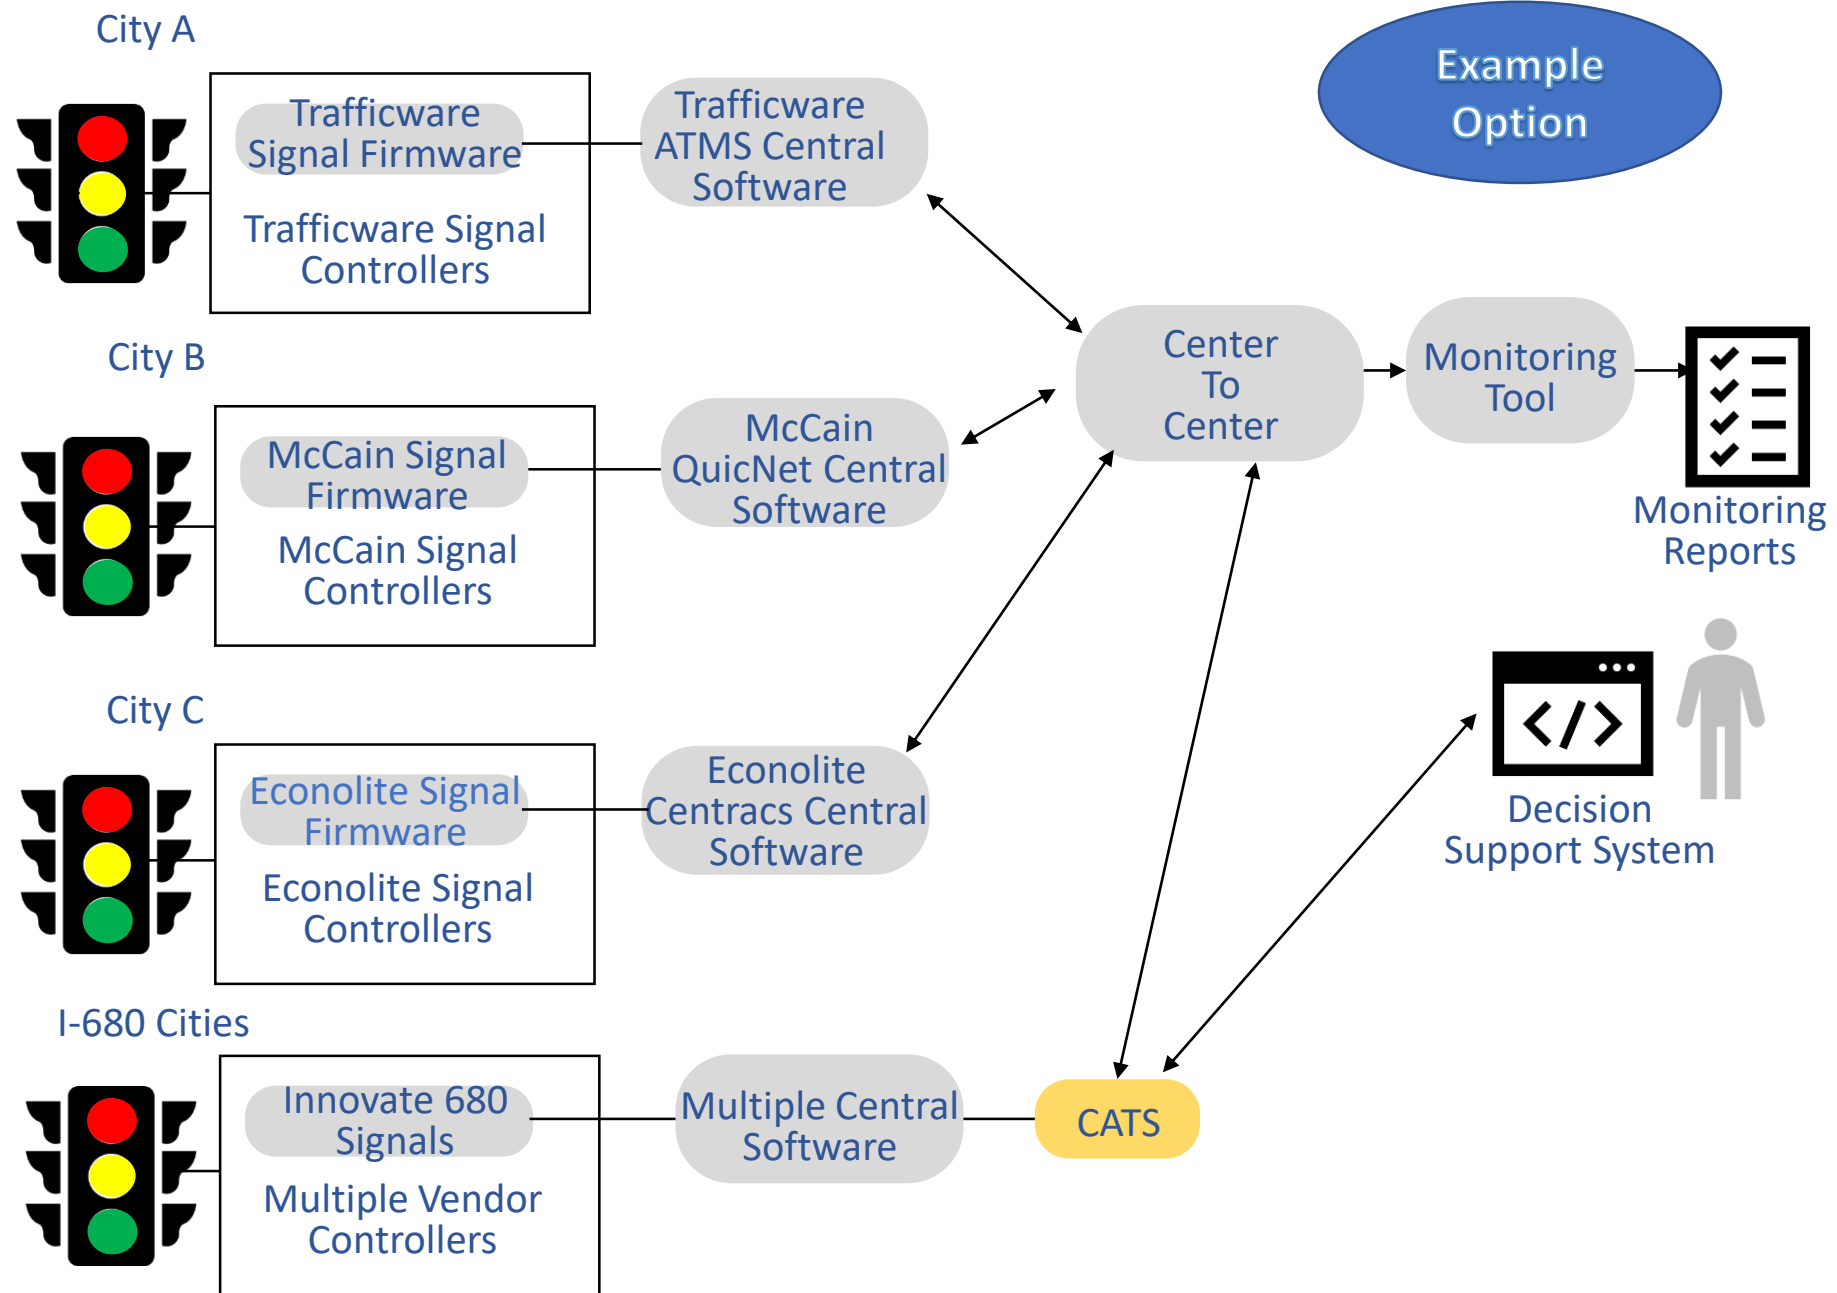 City A
Trafficware
Signal Firmware
Trafficware Signal
Controllers
Trafficware
ATMS Central
Software
Example
Option
City B
McCain Signal
Firmware
McCain Signal
Controllers
McCain
QuicNet Central
Software
Center
To
Center
Monitoring
Tool
Monitoring
Reports
City C
Econolite Signal
Firmware
Econolite Signal
Controllers
Econolite
Centracs Central
Software
</>
Decision
Support System
I-680 Cities
Innovate 680
Signals
Multiple Vendor
Controllers
Multiple Central
Software
CATS